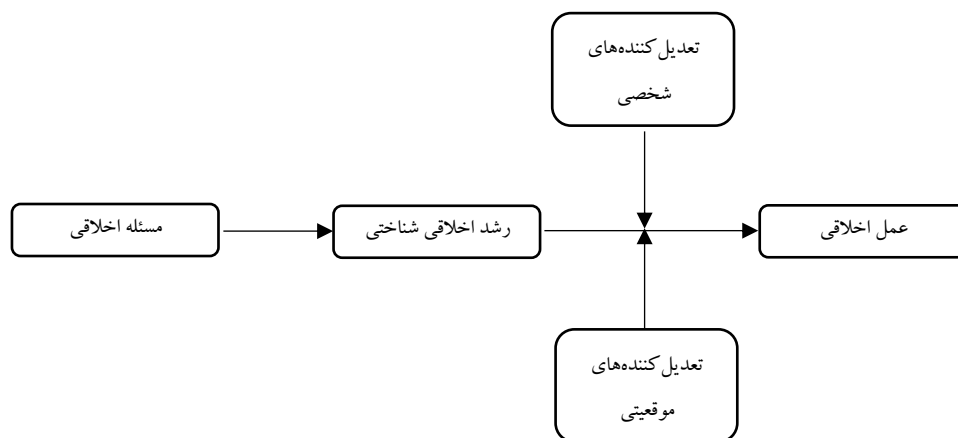 تعدیل‌کننده‌های
شخصی
مسئله اخلاقی
رشد اخلاقی شناختی
عمل اخلاقی
تعدیل‌کننده‌های
موقعیتی